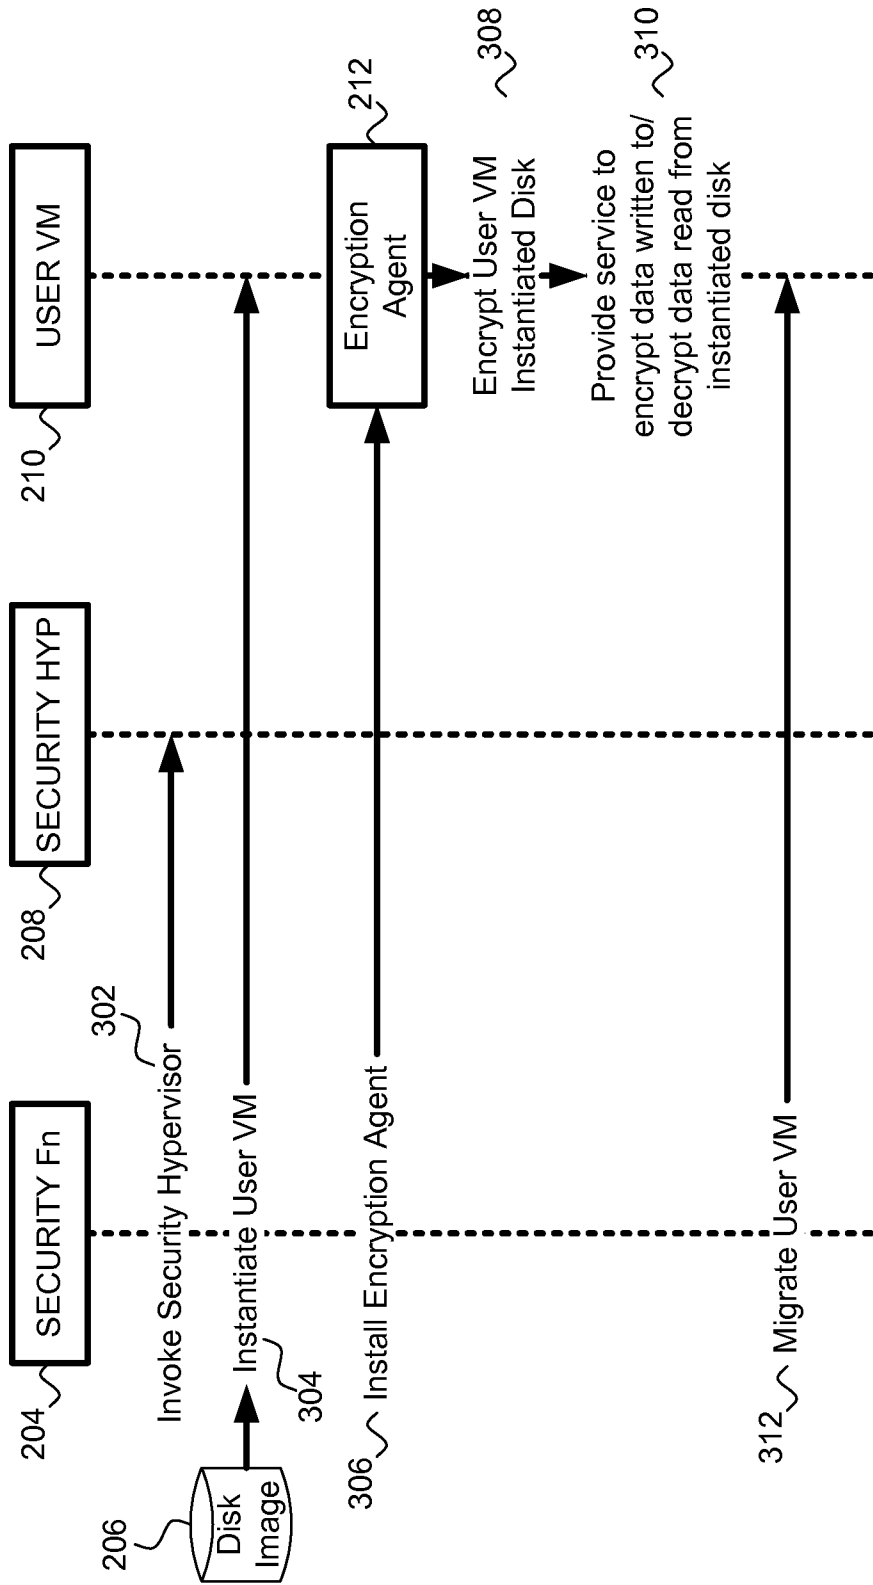 204
SECURITY Fn
208
SECURITY HYP
210
USER VM
302
Invoke Security Hypervisor
206
Disk
Image
Instantiate User VM
304
306
Install Encryption Agent
212
Encryption
Agent
Encrypt User VM
Instantiated Disk
308
Provide service to
encrypt data written to/
decrypt data read from
instantiated disk
310
312
Migrate User VM